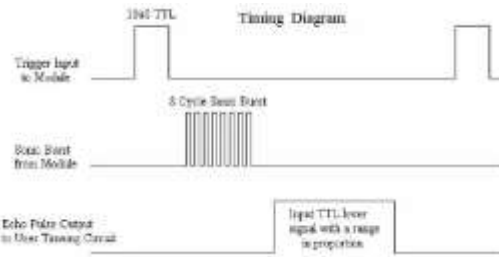 10uS TTL
Timing Diagram
Trigger Input
to Module
8 Cycle Sonic Burst
Sonic Burst
from Module
Echo Pulse Output
to User Timing Circuit
Input TTL lever
signal with a range
in proportion